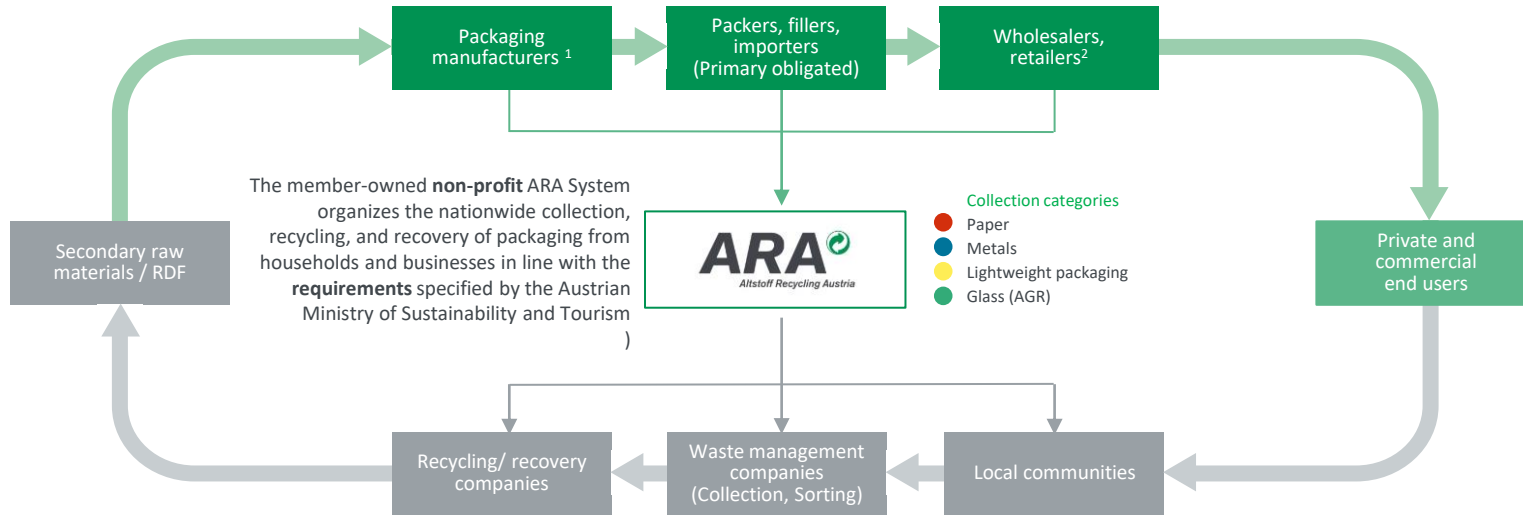 Packaging
manufacturers ¹
Packers, fillers,
importers
(Primary obligated)
Wholesalers,
retailers²
The member-owned non-profit ARA System
organizes the nationwide collection,
recycling, and recovery of packaging from
households and businesses in line with the
requirements specified by the Austrian
Ministry of Sustainability and Tourism
)
ARA
Altstoff Recycling Austria
Collection categories
Paper
Metals
Lightweight packaging
Glass (AGR)
Secondary raw
materials / RDF
Private and
commercial
end users
Recycling/ recovery
companies
Waste management
companies
(Collection, Sorting)
Local communities